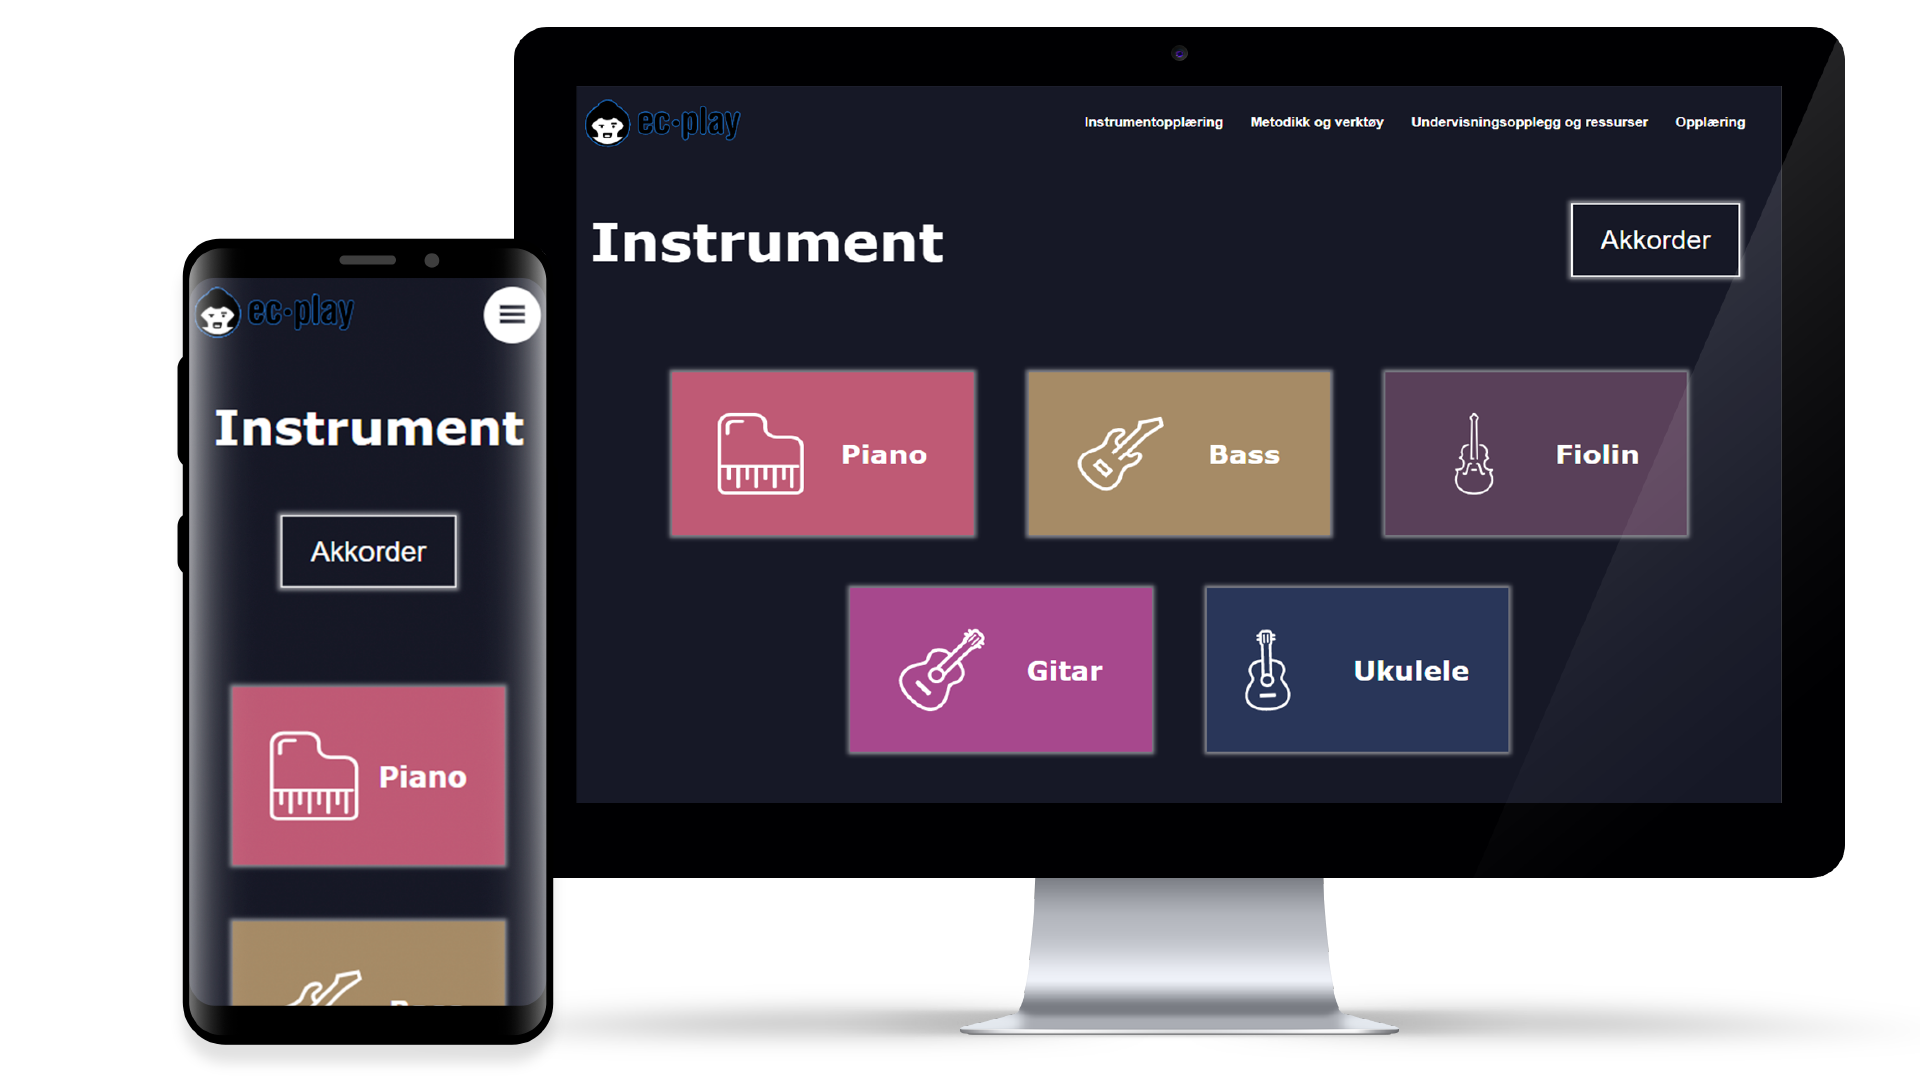 ec·play
Instrumentopplæring Metodikk og verktøy Undervisningsopplegg og ressurser Opplæring
Instrument
Akkorder
Piano
Bass
Fiolin
Gitar
Ukulele
ec·play
Instrument
Akkorder
Piano